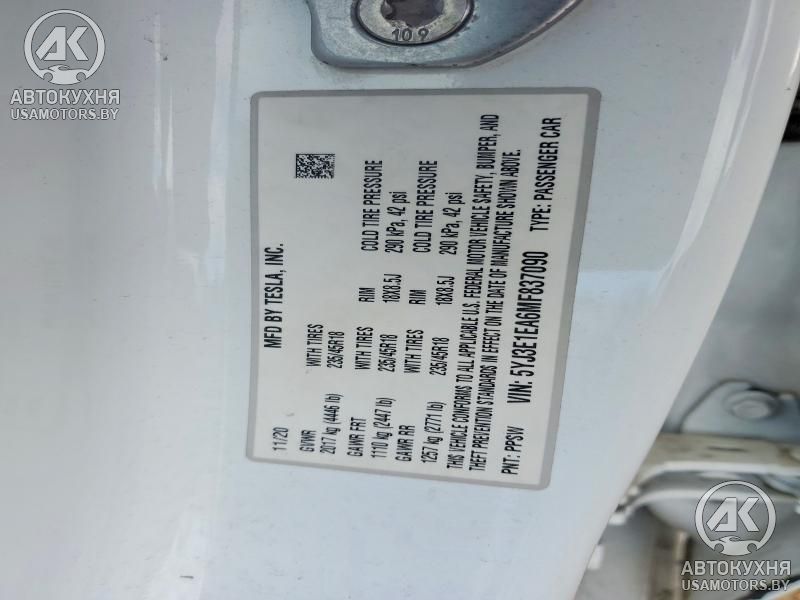 10 9
AK
АВТОКУХНЯ
USAMOTORS.BY
MFD BY TESLA, INC.
11/20
GVWR
2017 kg (4446 lb)
GAWR FRT WITH TIRES RIM COLD TIRE PRESSURE
1110 kg (2447 lb) 235/45R18 18X8.5J 290 kPa, 42 psi
GAWR RR WITH TIRES RIM COLD TIRE PRESSURE
1257 kg (2771 lb) 235/45R18 18X8.5J 290 kPa, 42 psi
THIS VEHICLE CONFORMS TO ALL APPLICABLE U.S. FEDERAL MOTOR VEHICLE SAFETY, BUMPER, AND
THEFT PREVENTION STANDARDS IN EFFECT ON THE DATE OF MANUFACTURE SHOWN ABOVE.
VIN: 5YJ3E1EA6MF837090
PNT: PPSW TYPE: PASSENGER CAR
AK
АВТОКУХНЯ
USAMOTORS.BY